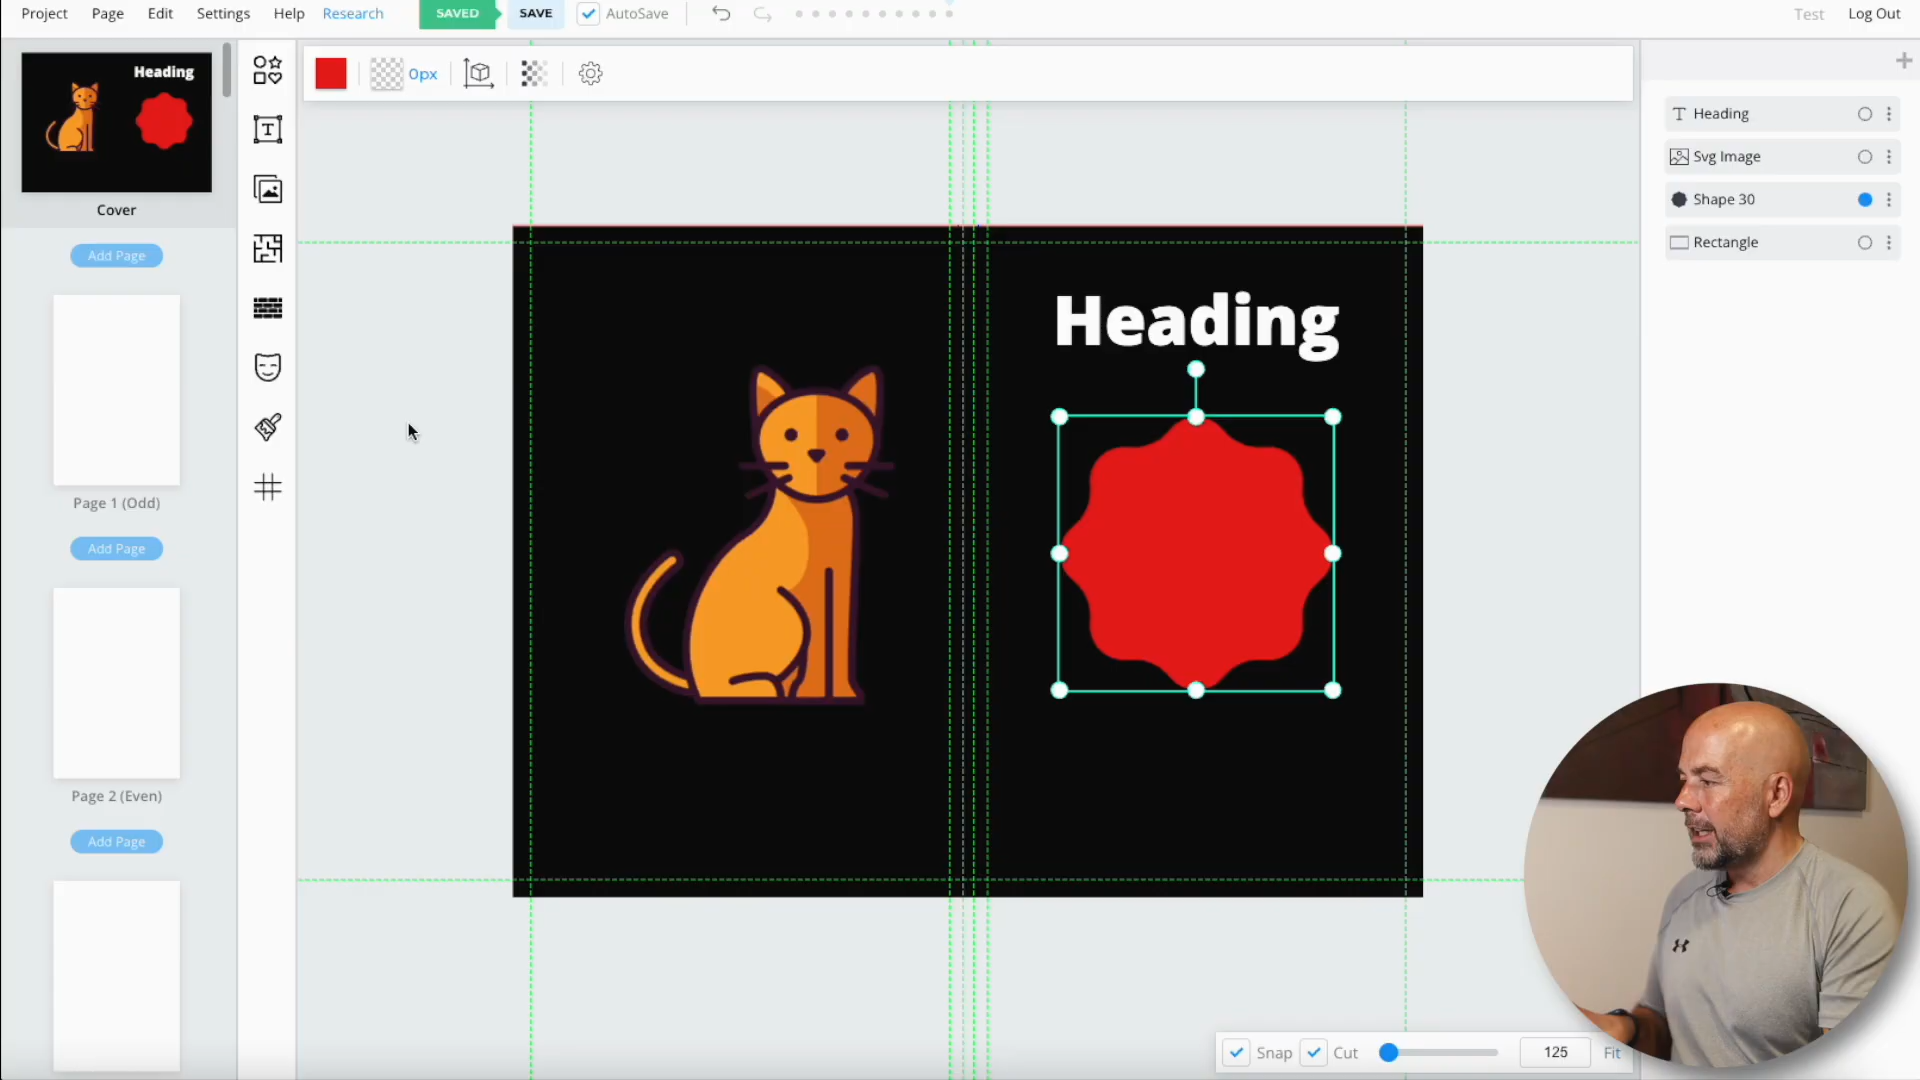 Project Page Edit Settings Help Research SAVED SAVE AutoSave Test Log Out
0px
Heading
Cover
Add Page
Page 1 (Odd)
Add Page
Page 2 (Even)
Add Page
Heading
Heading
Svg Image
Shape 30
Rectangle
Snap Cut 125 Fit